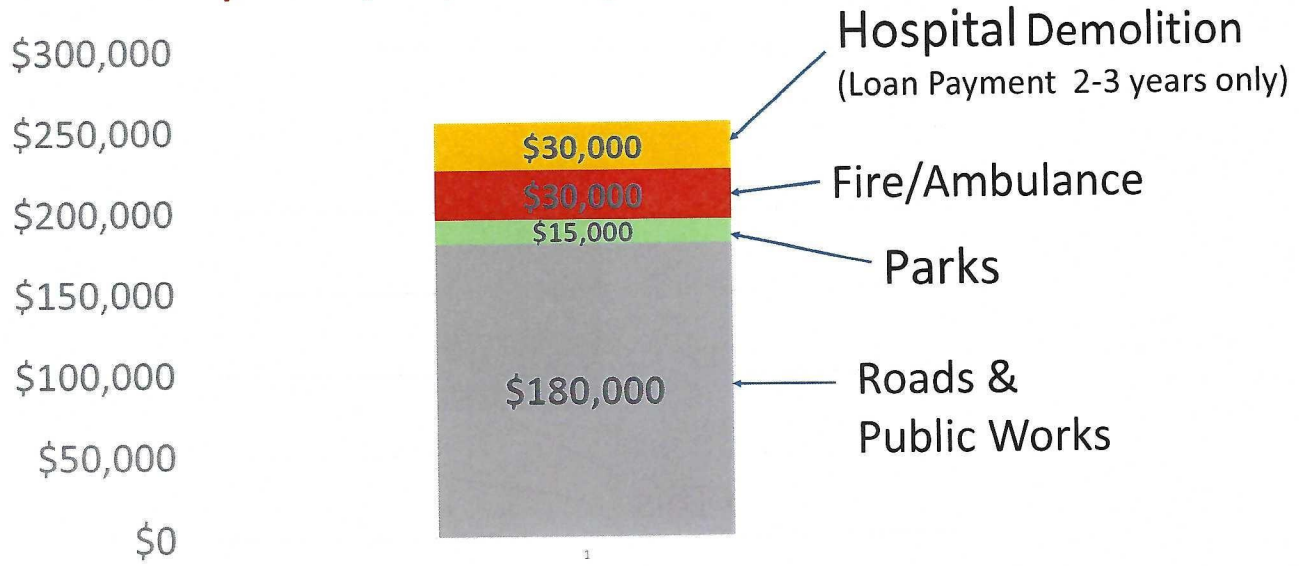 $300,000
$250,000
$200,000
$150,000
$100,000
$50,000
$0
$30,000
$30,000
$15,000
$180,000
1
Hospital Demolition
(Loan Payment 2-3 years only)
Fire/Ambulance
Parks
Roads &
Public Works